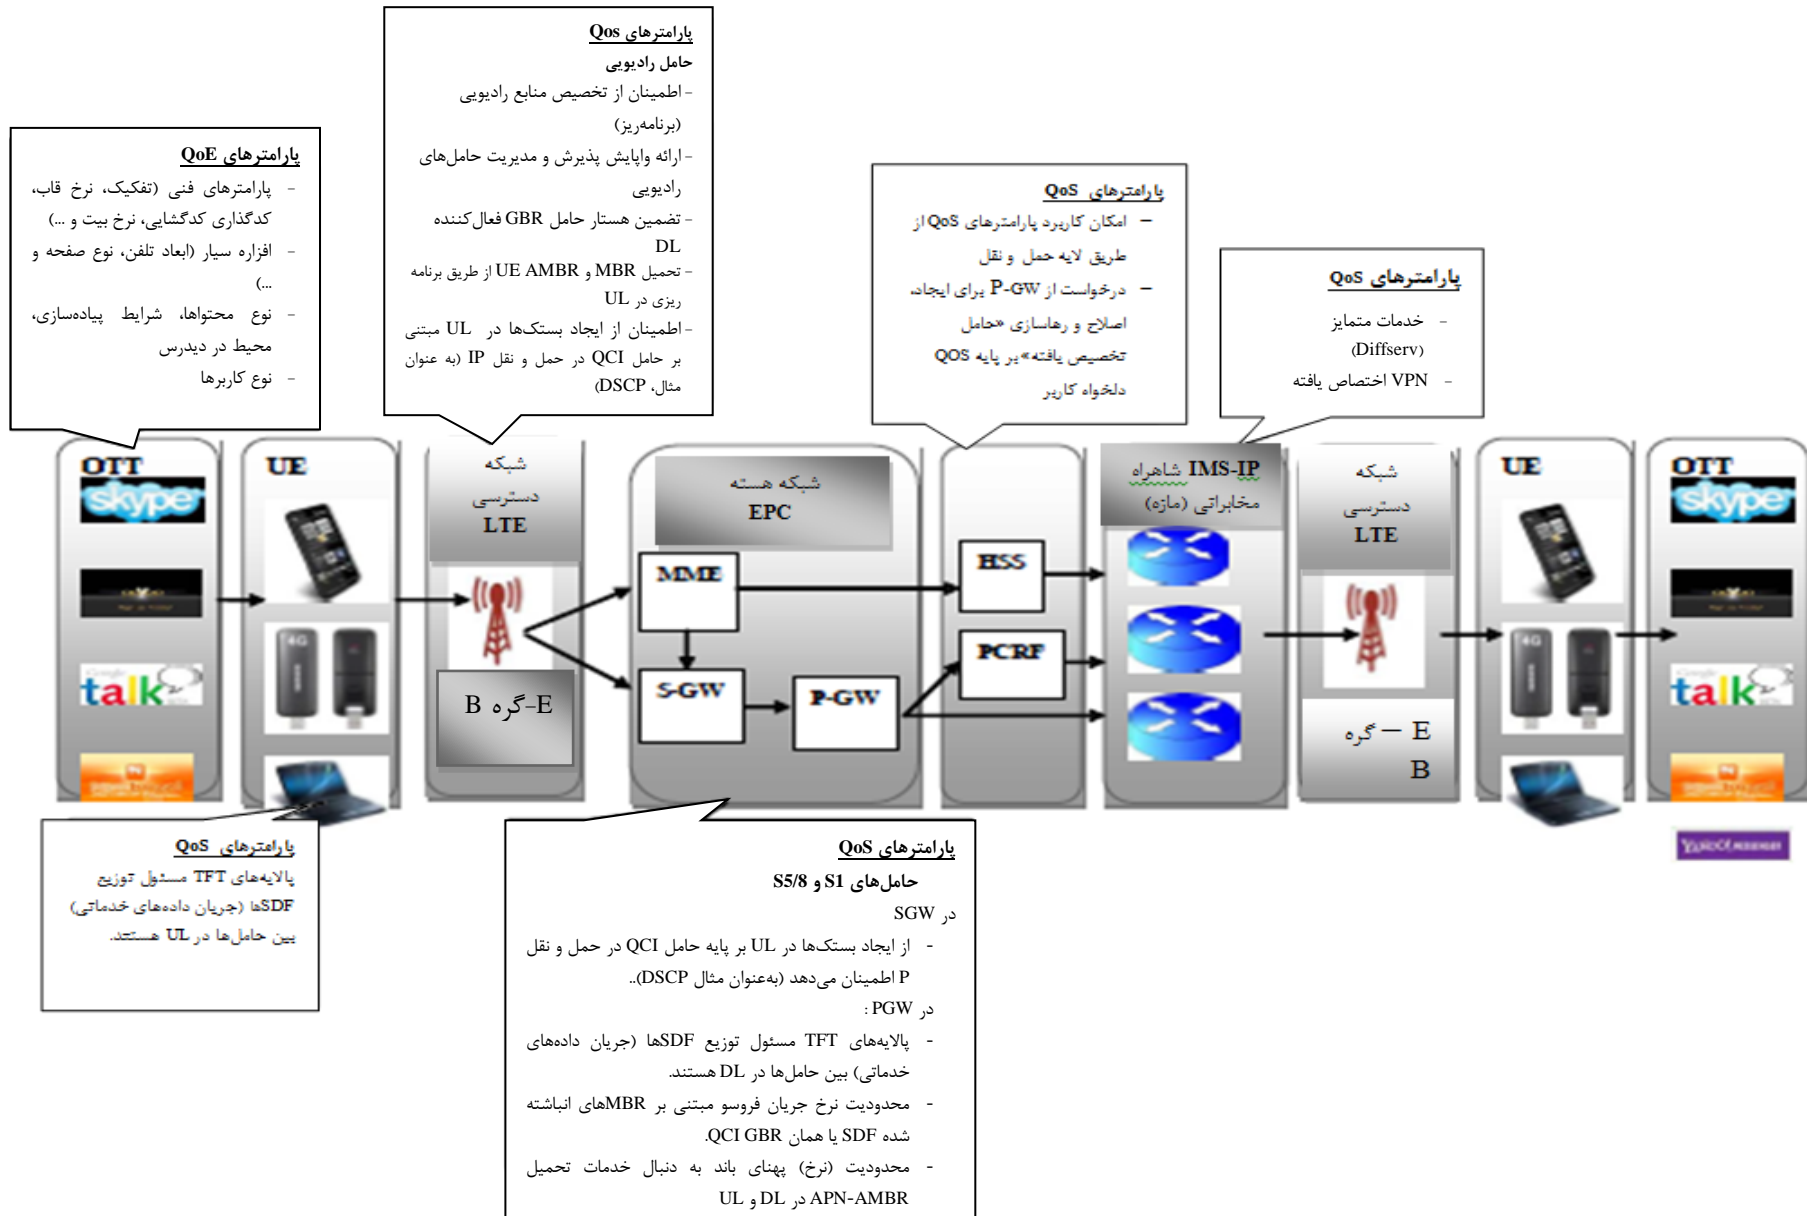 پارامترهای Qos
حامل رادیویی
-اطمینان از تخصیص منابع رادیویی
(برنامه‌ریز)
-ارائه واپایش پذیرش و مدیریت حامل‌های
رادیویی
-تضمین هستار حامل GBR فعال‌کننده
DL
-تحمیل MBR و UE AMBR از طریق برنامه
ریزی در UL
-اطمینان از ایجاد بستک‌ها در UL مبتنی
بر حامل QCI در حمل و نقل IP (به عنوان
مثال، DSCP)
پارامترهای QoE
- پارامترهای فنی (تفکیک، نرخ قاب،
کدگذاری کدگشایی، نرخ بیت و ...)
- افزاره سیار (ابعاد تلفن، نوع صفحه و
...)
- نوع محتواها، شرایط پیاده‌سازی،
محیط در دیدرس
- نوع کاربرها
پارامترهای QoS
– امکان کاربرد پارامترهای QoS از
طریق لایه حمل و نقل
– درخواست از P-GW برای ایجاد،
اصلاح و رهاسازی «حامل
تخصیص یافته» بر پایه QOS
دلخواه کاربر
پارامترهای QoS
- خدمات متمایز
(Diffserv)
- VPN اختصاص یافته
OTT
skype
Google
talk
UE
4G
شبکه
دسترسی
LTE
E-گره B
شبکه هسته
EPC
MME
S-GW
P-GW
HSS
PCRF
IMS-IP شاهراه
مخابراتی (مازه)
شبکه
دسترسی
LTE
E – گره
B
UE
4G
OTT
skype
Google
talk
YAHOO! MESSENGER
پارامترهای QoS
پالایه‌های TFT مسئول توزیع
SDFها (جریان داده‌های خدماتی)
بین حامل‌ها در UL هستند.
پارامترهای QoS
حامل‌های S1 و S5/8
در SGW
- از ایجاد بستک‌ها در UL بر پایه حامل QCI در حمل و نقل
P اطمینان می‌دهد (به‌عنوان مثال DSCP)..
در PGW :
- پالایه‌های TFT مسئول توزیع SDFها (جریان داده‌های
خدماتی) بین حامل‌ها در DL هستند.
- محدودیت نرخ جریان فروسو مبتنی بر MBRهای انباشته
شده SDF یا همان QCI GBR.
- محدودیت (نرخ) پهنای باند به دنبال خدمات تحمیل
APN-AMBR در DL و UL